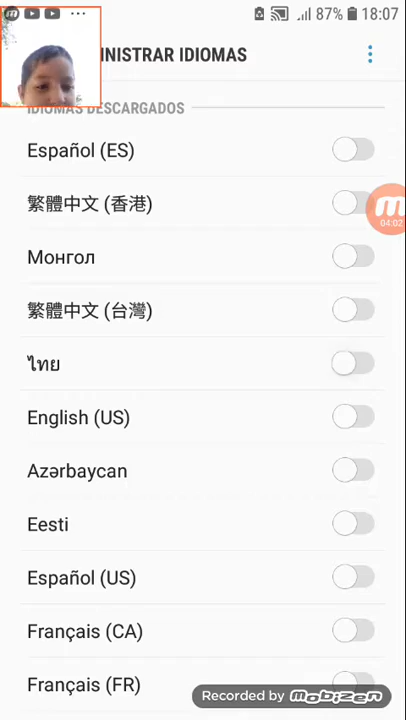 87% 18:07
NISTRAR IDIOMAS
IDIOMAS DESCARGADOS
Español (ES)
繁體中文 (香港)
04:02
Монгол
繁體中文 (台灣)
ไทย
English (US)
Azərbaycan
Eesti
Español (US)
Français (CA)
Français (FR)
Recorded by mobizen